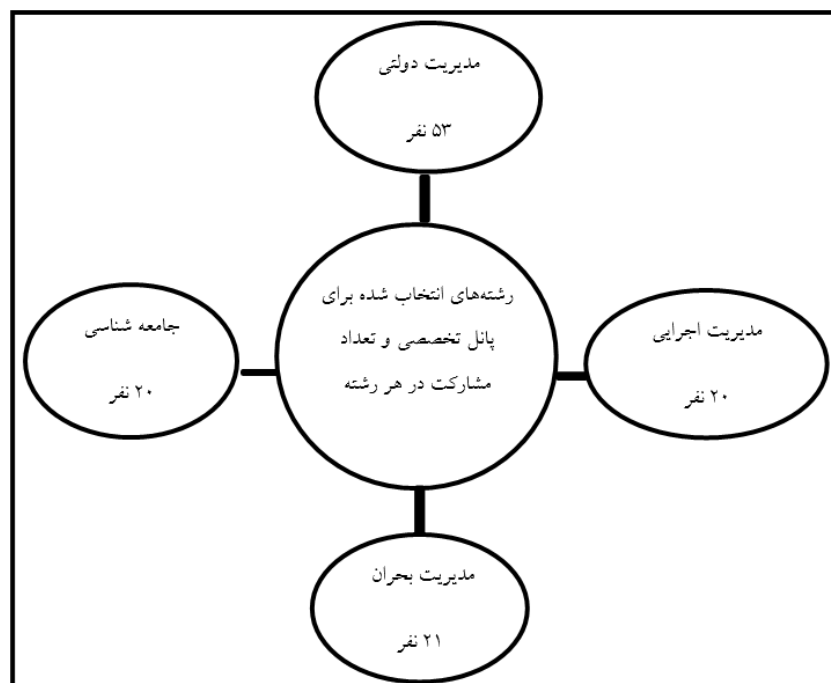 مدیریت دولتی
۵۳ نفر
رشته‌های انتخاب شده برای
پانل تخصصی و تعداد
مشارکت در هر رشته
مدیریت اجرایی
۲۰ نفر
جامعه شناسی
۲۰ نفر
مدیریت بحران
۲۱ نفر